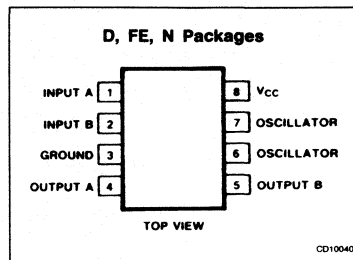 D, FE, N Packages
INPUT A 1
INPUT B 2
GROUND 3
OUTPUT A 4
8 VCC
7 OSCILLATOR
6 OSCILLATOR
5 OUTPUT B
TOP VIEW
CD10040